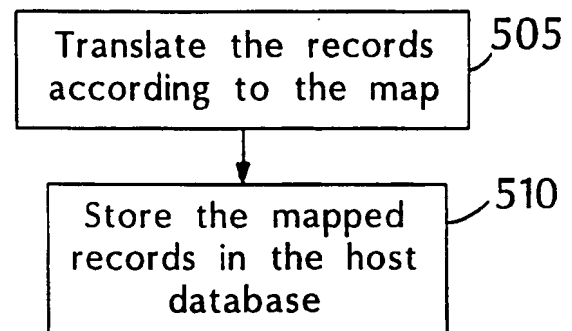 Translate the records
according to the map
505
Store the mapped
records in the host
database
510